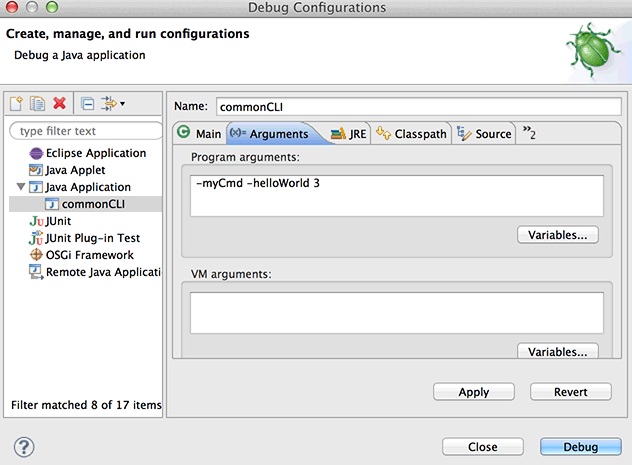 Debug Configurations
Create, manage, and run configurations
Debug a Java application
type filter text
Eclipse Application
Java Applet
Java Application
commonCLI
JUnit
JUnit Plug-in Test
OSGi Framework
Remote Java Applicati
Filter matched 8 of 17 items
Name: commonCLI
Main (x)= Arguments JRE Classpath Source »2
Program arguments:
-myCmd -helloWorld 3
Variables...
VM arguments:
Variables...
Apply Revert
? Close Debug